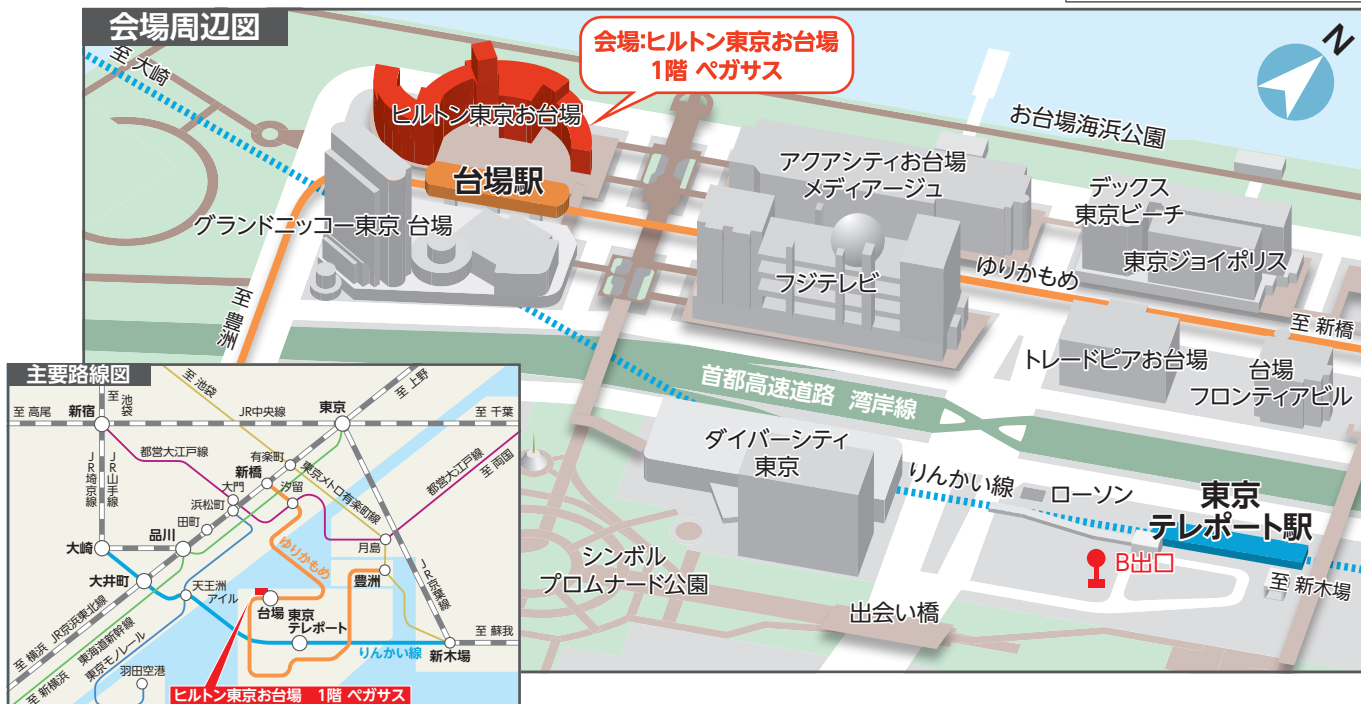 会場周辺図
N
至 大崎
会場:ヒルトン東京お台場
1階 ペガサス
ヒルトン東京お台場
お台場海浜公園
台場駅
アクアシティお台場
メディアージュ
デックス
東京ビーチ
グランドニッコー東京 台場
東京ジョイポリス
フジテレビ
ゆりかもめ
至 豊洲
至 新橋
トレードピアお台場
台場
フロンティアビル
首都高速道路 湾岸線
ダイバーシティ
東京
りんかい線
ローソン
東京
テレポート駅
B出口
シンボル
プロムナード公園
至 新木場
出会い橋
主要路線図
至 高尾
新宿
至 池袋
至 池袋
JR中央線
東京
至 上野
至 千葉
JR埼京線
JR山手線
都営大江戸線
有楽町
新橋
東京メトロ有楽町線
都営大江戸線
至 両国
大門
汐留
浜松町
田町
品川
大崎
月島
ゆりかもめ
大井町
豊洲
JR京葉線
天王洲
アイル
台場
東京
テレポート
至 横浜
JR京浜東北線
東海道新幹線
至 新横浜
東京モノレール
羽田空港
りんかい線
新木場
至 蘇我
ヒルトン東京お台場 1階 ペガサス